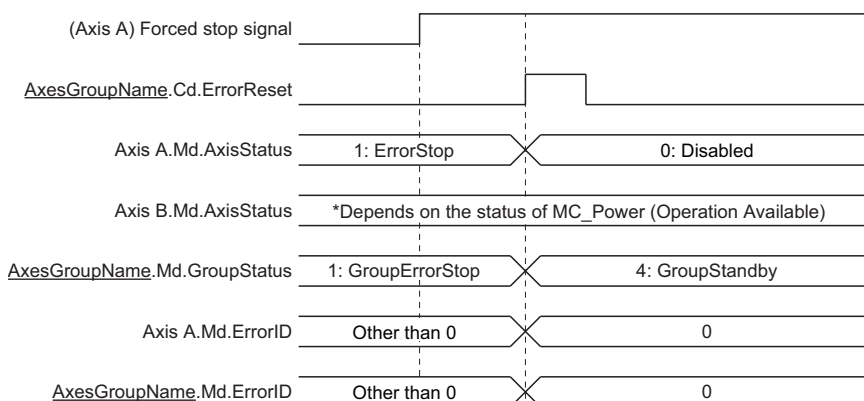 (Axis A) Forced stop signal
AxesGroupName.Cd.ErrorReset
Axis A.Md.AxisStatus 1: ErrorStop 0: Disabled
Axis B.Md.AxisStatus *Depends on the status of MC_Power (Operation Available)
AxesGroupName.Md.GroupStatus 1: GroupErrorStop 4: GroupStandby
Axis A.Md.ErrorID Other than 0 0
AxesGroupName.Md.ErrorID Other than 0 0